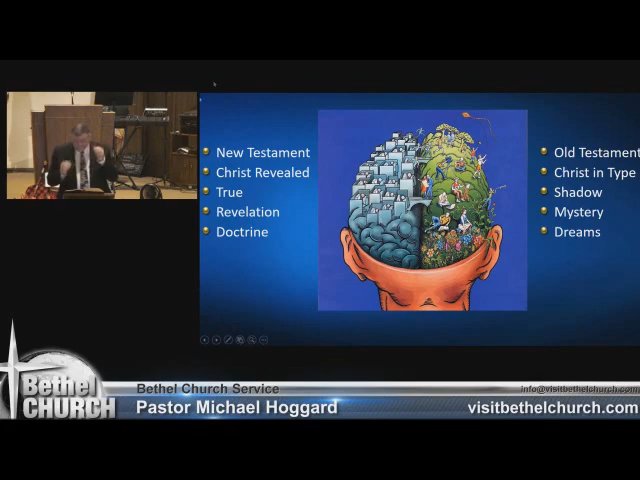 New Testament
Christ Revealed
True
Revelation
Doctrine
Old Testament
Christ in Type
Shadow
Mystery
Dreams
Bethel
CHURCH
Bethel Church Service
info@visitbethelchurch.com
Pastor Michael Hoggard
visitbethelchurch.com